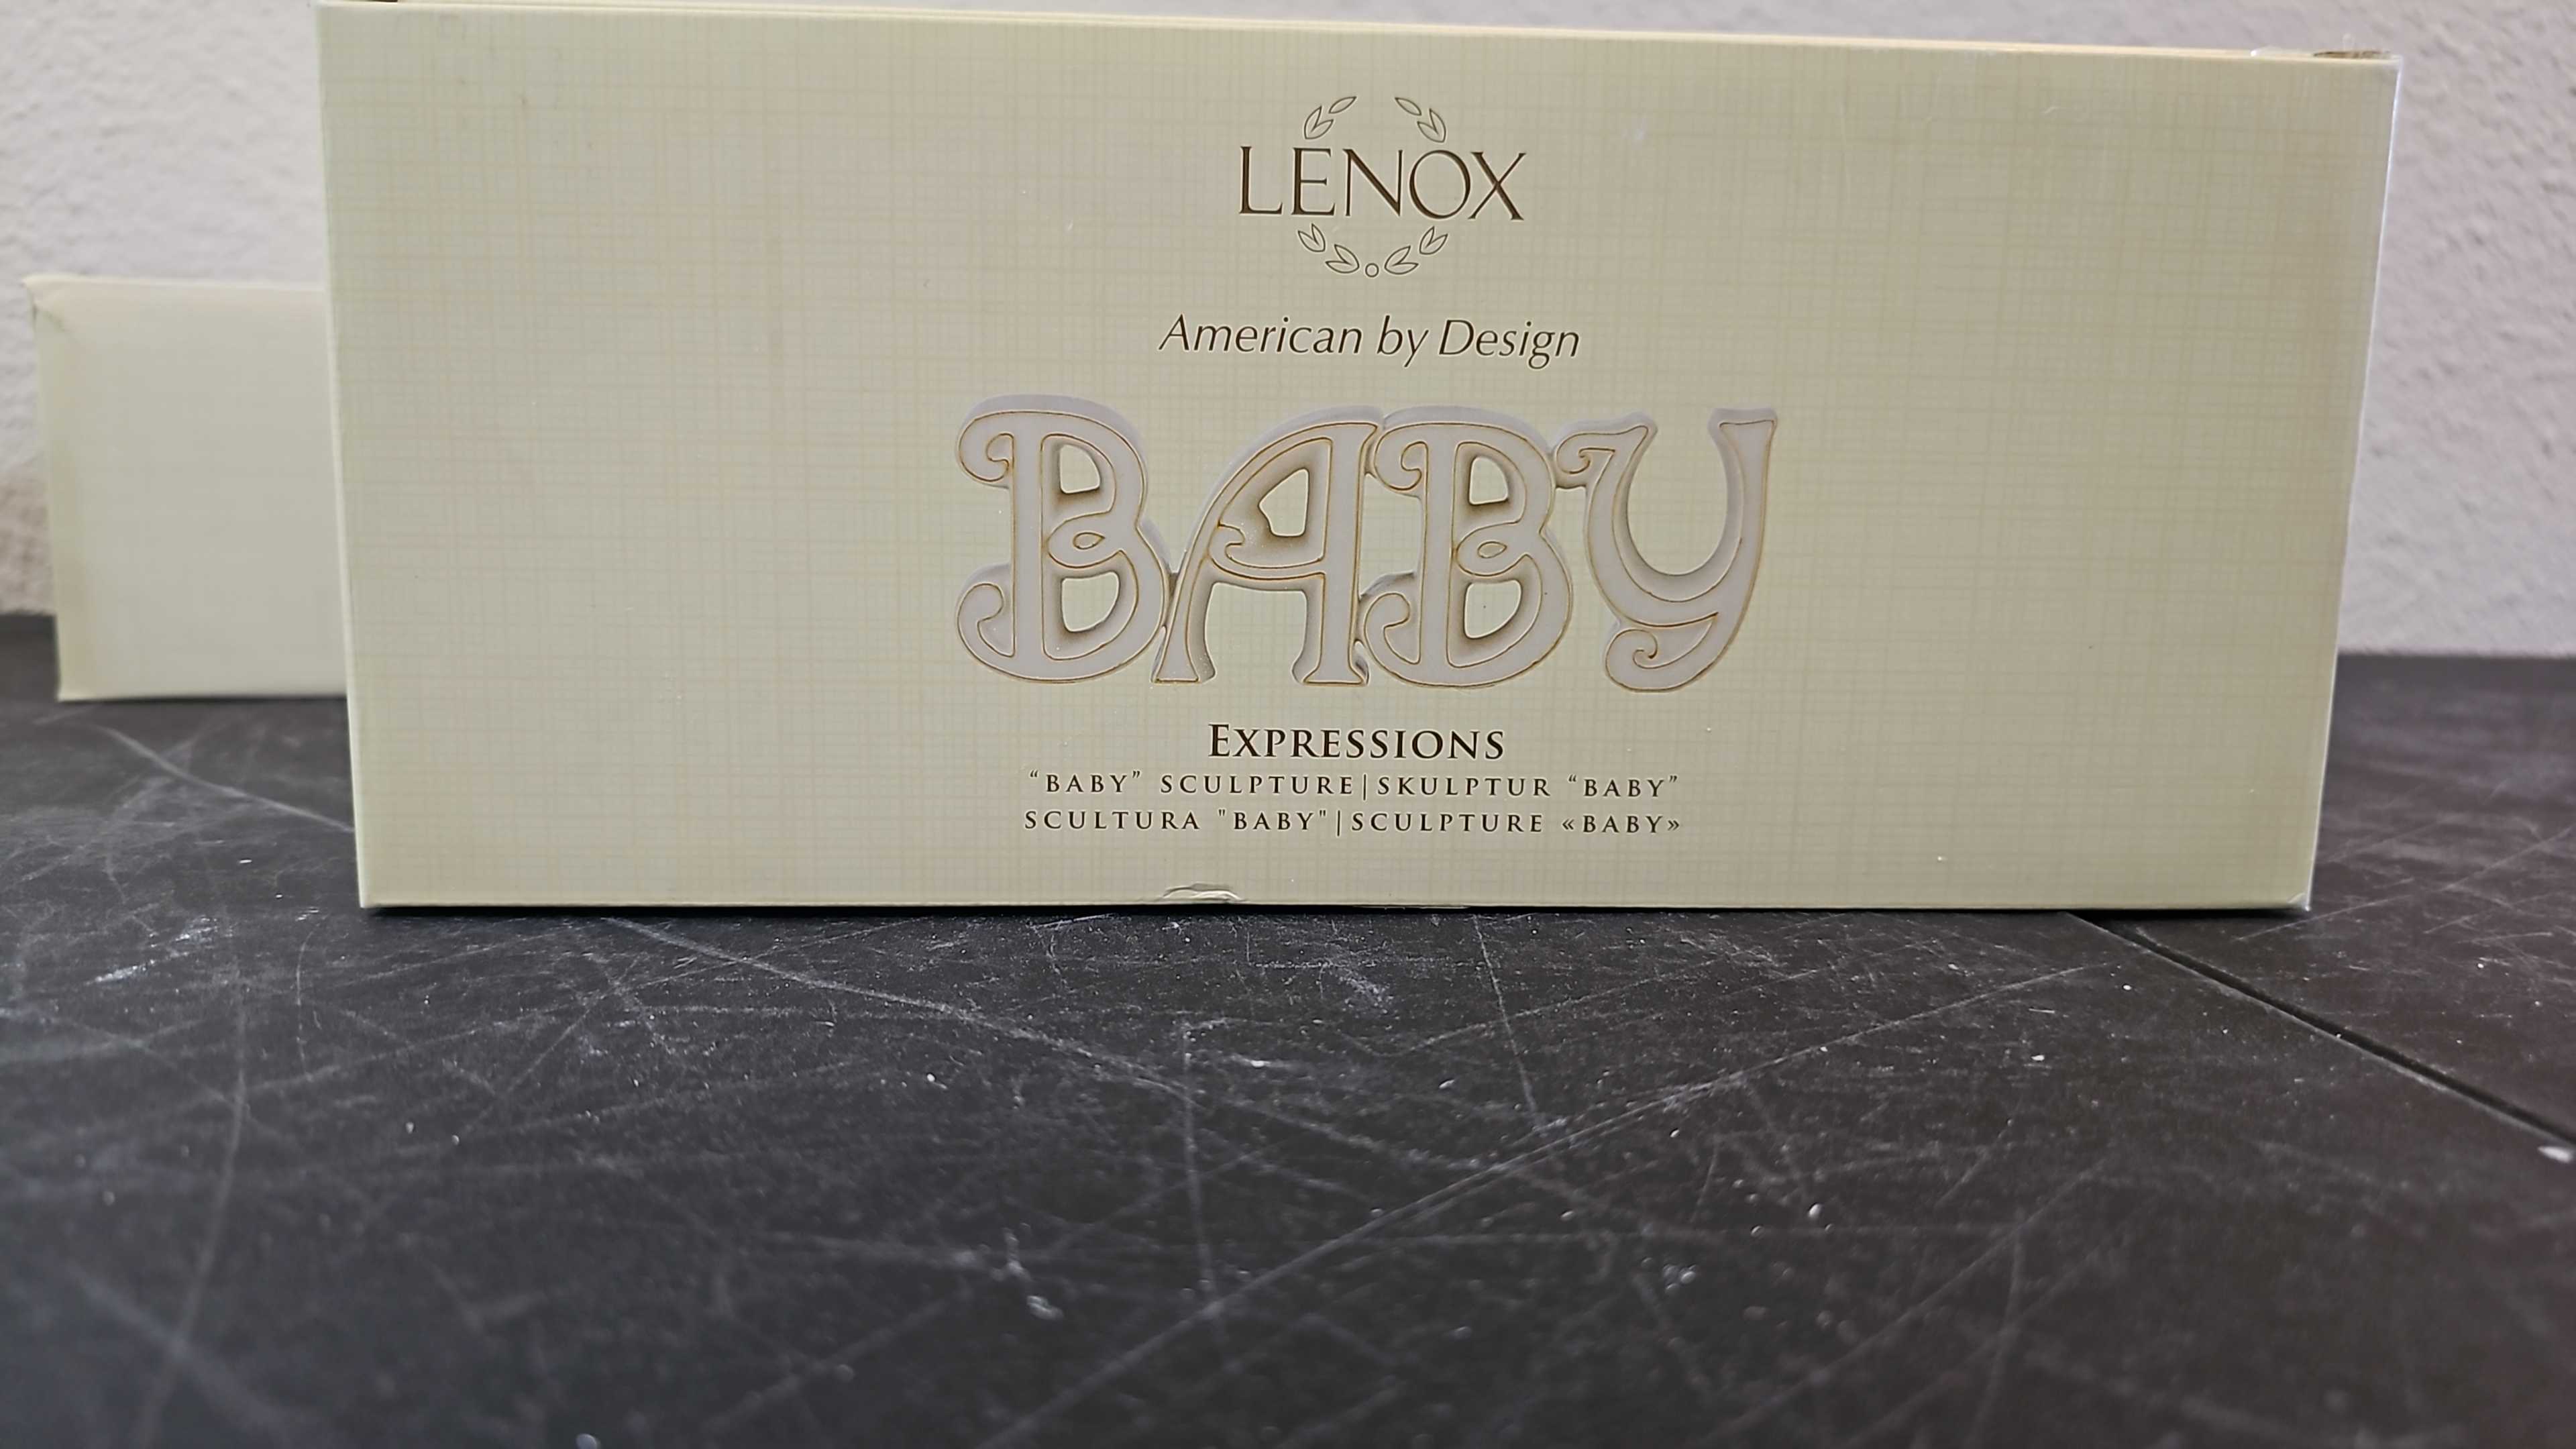 LENOX
American by Design
BABY
EXPRESSIONS
“BABY” SCULPTURE|SKULPTUR “BABY”
SCULTURA "BABY"|SCULPTURE «BABY»